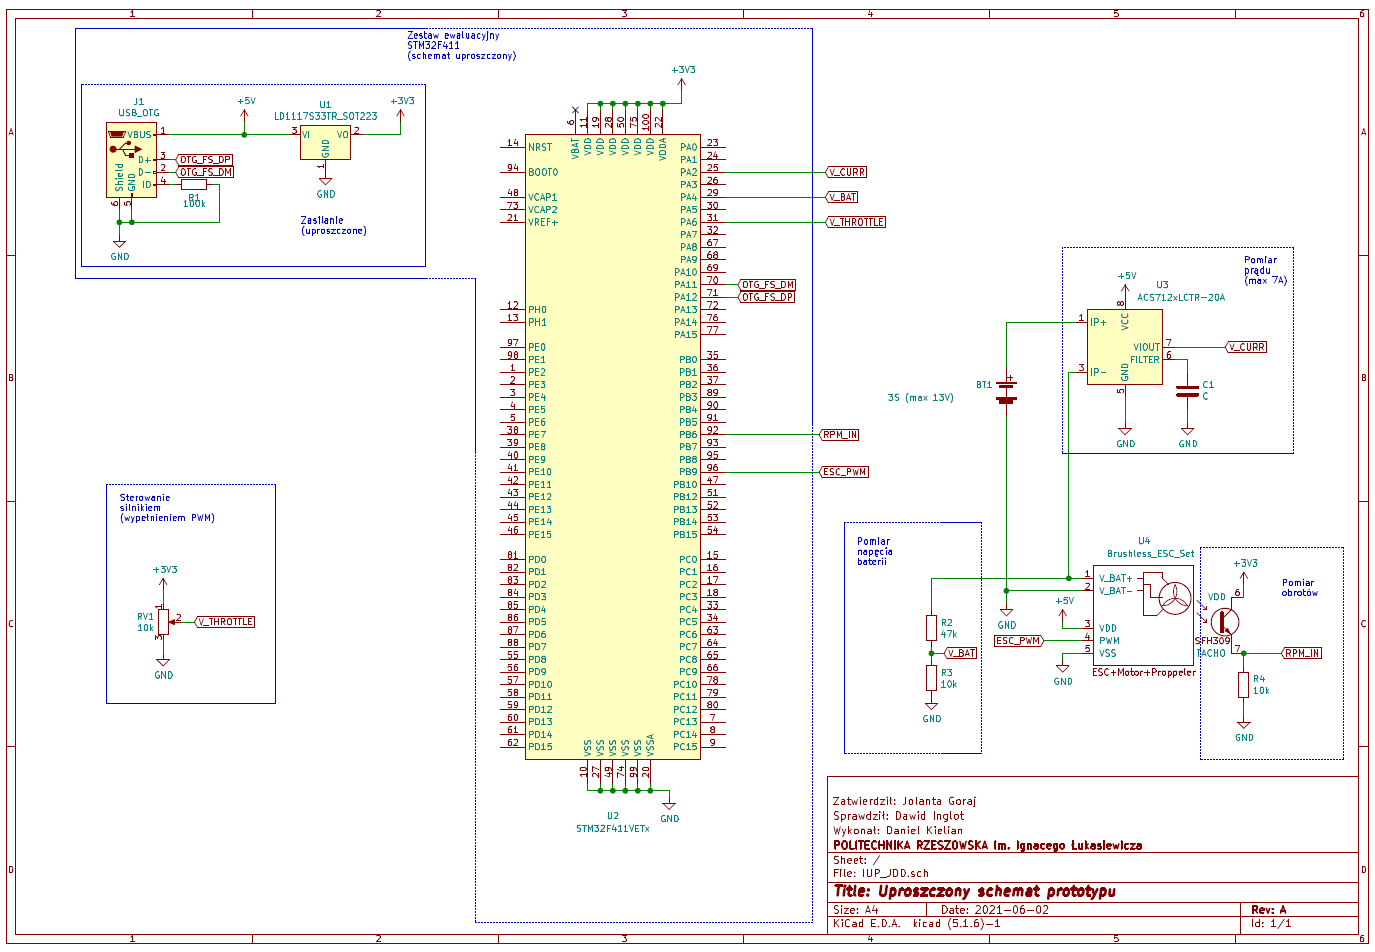 1 2 3 4 5 6
A
B
C
D
Zestaw ewaluacyjny
STM32F411
(schemat uproszczony)
J1
USB_OTG
VBUS 1
D+ 3
D- 2
ID 4
Shield
GND
6
5
OTG_FS_DP
OTG_FS_DM
R1
100k
GND
+5V
U1
LD1117S33TR_SOT223
3 VI
VO 2
GND
1
GND
+3V3
Zasilanie
(uproszczone)
+3V3
6 11 19 28 50 75 100 22
VBAT VDD VDD VDD VDD VDD VDD VDDA
14 NRST
94 BOOT0
48 VCAP1
73 VCAP2
21 VREF+
12 PH0
13 PH1
97 PE0
98 PE1
1 PE2
2 PE3
3 PE4
4 PE5
5 PE6
38 PE7
39 PE8
40 PE9
41 PE10
42 PE11
43 PE12
44 PE13
45 PE14
46 PE15
81 PD0
82 PD1
83 PD2
84 PD3
85 PD4
86 PD5
87 PD6
88 PD7
55 PD8
56 PD9
57 PD10
58 PD11
59 PD12
60 PD13
61 PD14
62 PD15
PA0 23
PA1 24
PA2 25
PA3 26
PA4 29
PA5 30
PA6 31
PA7 32
PA8 67
PA9 68
PA10 69
PA11 70
PA12 71
PA13 72
PA14 76
PA15 77
PB0 35
PB1 36
PB2 37
PB3 89
PB4 90
PB5 91
PB6 92
PB7 93
PB8 95
PB9 96
PB10 47
PB12 51
PB13 52
PB14 53
PB15 54
PC0 15
PC1 16
PC2 17
PC3 18
PC4 33
PC5 34
PC6 63
PC7 64
PC8 65
PC9 66
PC10 78
PC11 79
PC12 80
PC13 7
PC14 8
PC15 9
VSS VSS VSS VSS VSS VSSA
10 27 49 74 99 20
GND
U2
STM32F411VETx
V_CURR
V_BAT
V_THROTTLE
OTG_FS_DM
OTG_FS_DP
RPM_IN
ESC_PWM
Sterowanie
silnikiem
(wypełnieniem PWM)
+3V3
RV1
10k
1
2
3
V_THROTTLE
GND
Pomiar
prądu
(max 7A)
+5V
U3
ACS712xLCTR-20A
8
VCC
1 IP+
3 IP-
VIOUT 7
FILTER 6
GND
5
V_CURR
C1
C
GND
GND
BT1
+
3S (max 13V)
Pomiar
napięcia
baterii
R2
47k
V_BAT
R3
10k
GND
GND
U4
Brushless_ESC_Set
1 V_BAT+
2 V_BAT-
+5V
3 VDD
ESC_PWM
4 PWM
5 VSS
GND
ESC+Motor+Proppeler
Pomiar
obrotów
+3V3
VDD 6
SFH309
TACHO 7
RPM_IN
R4
10k
GND
Zatwierdził: Jolanta Goraj
Sprawdził: Dawid Inglot
Wykonał: Daniel Kielian
POLITECHNIKA RZESZOWSKA im. Ignacego Łukasiewicza
Sheet: /
File: IUP_JDD.sch
Title: Uproszczony schemat prototypu
Size: A4
Date: 2021-06-02
Rev: A
KiCad E.D.A. kicad (5.1.6)-1
Id: 1/1
1 2 3 4 5 6
A
B
C
D